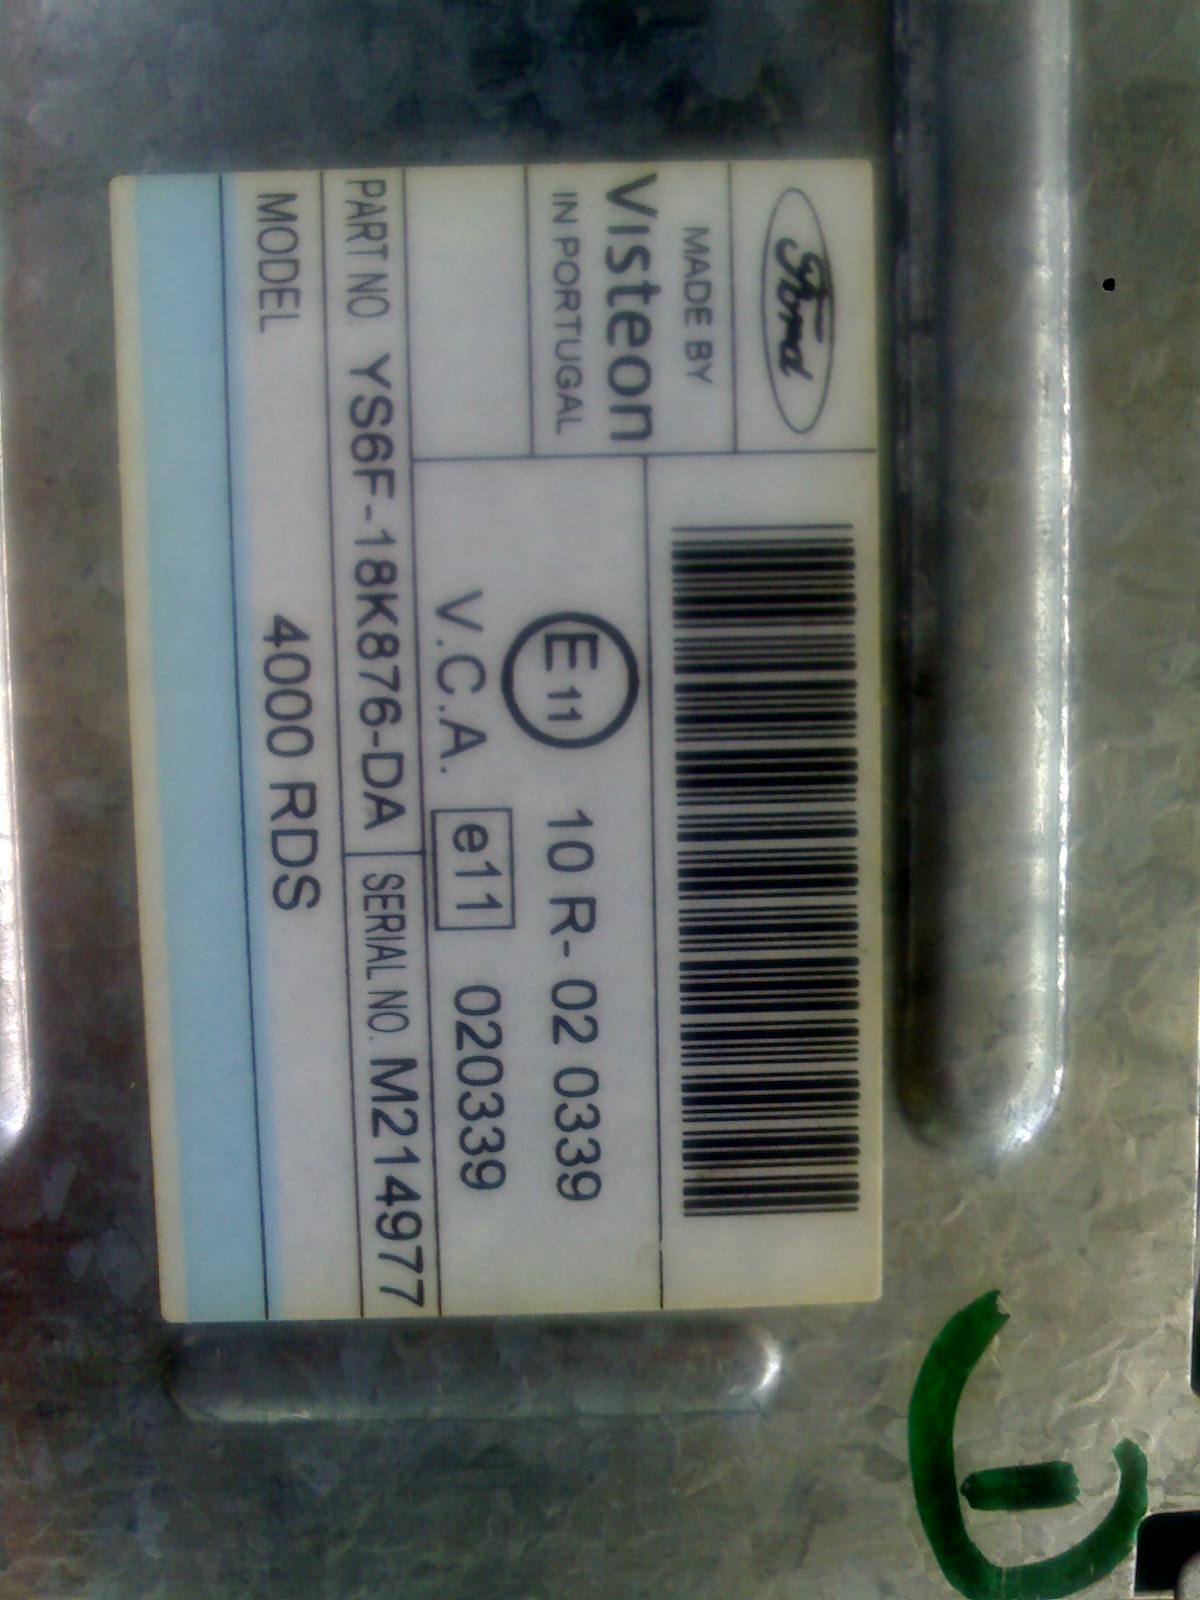 Ford
MADE BY
Visteon
IN PORTUGAL
E11 10 R- 02 0339
V.C.A. e11 020339
PART NO. YS6F-18K876-DA SERIAL NO. M214977
MODEL 4000 RDS